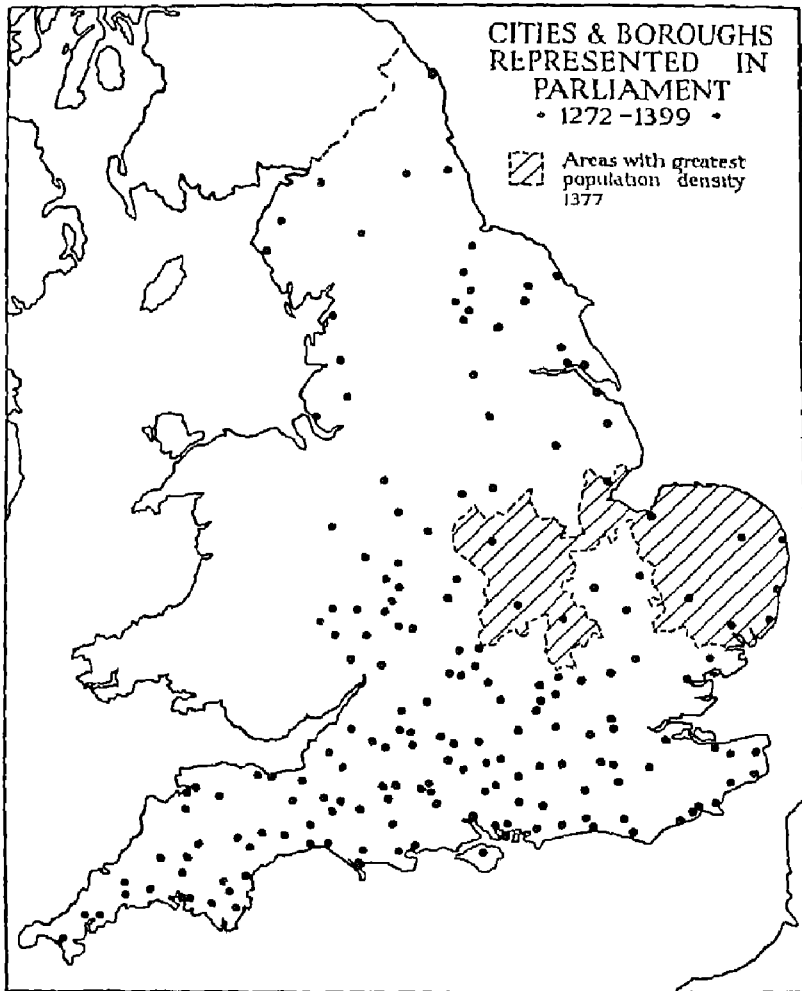 CITIES & BOROUGHS
REPRESENTED IN
PARLIAMENT
• 1272–1399 •
Areas with greatest
population density
1377